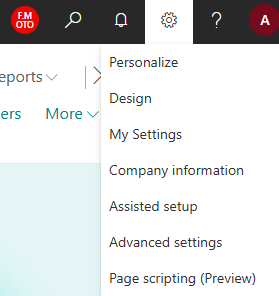 F.M
OTO
?
A
eports
Personalize
Design
ers
More
My Settings
Company information
Assisted setup
Advanced settings
Page scripting (Preview)